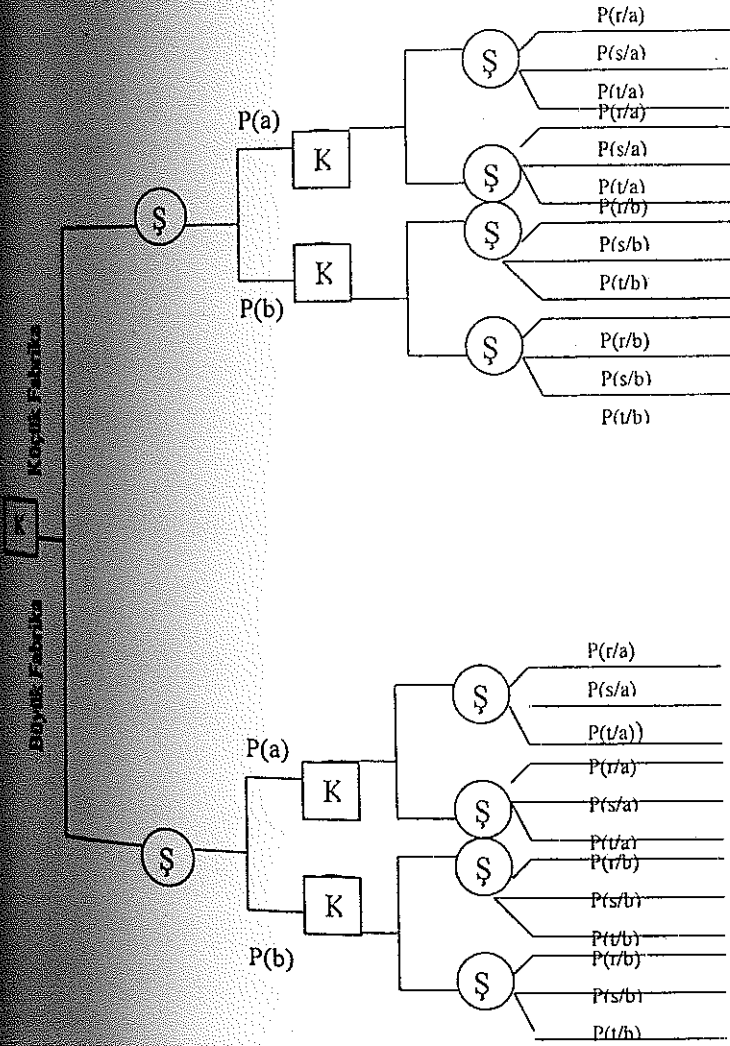 P(r/a)
Ş
P(s/a)
P(t/a)
P(r/a)
P(a)
K
P(s/a)
Ş
P(t/a)
P(r/b)
Ş
Ş
P(s/b)
K
P(t/b)
P(b)
Ş
P(r/b)
P(s/b)
P(t/b)
Küçük Fabrika
K
Büyük Fabrika
P(r/a)
Ş
P(s/a)
P(t/a))
P(a)
P(r/a)
K
P(s/a)
Ş
P(t/a)
P(r/b)
Ş
Ş
P(s/b)
K
P(t/b)
P(b)
P(r/b)
Ş
P(s/b)
P(t/b)